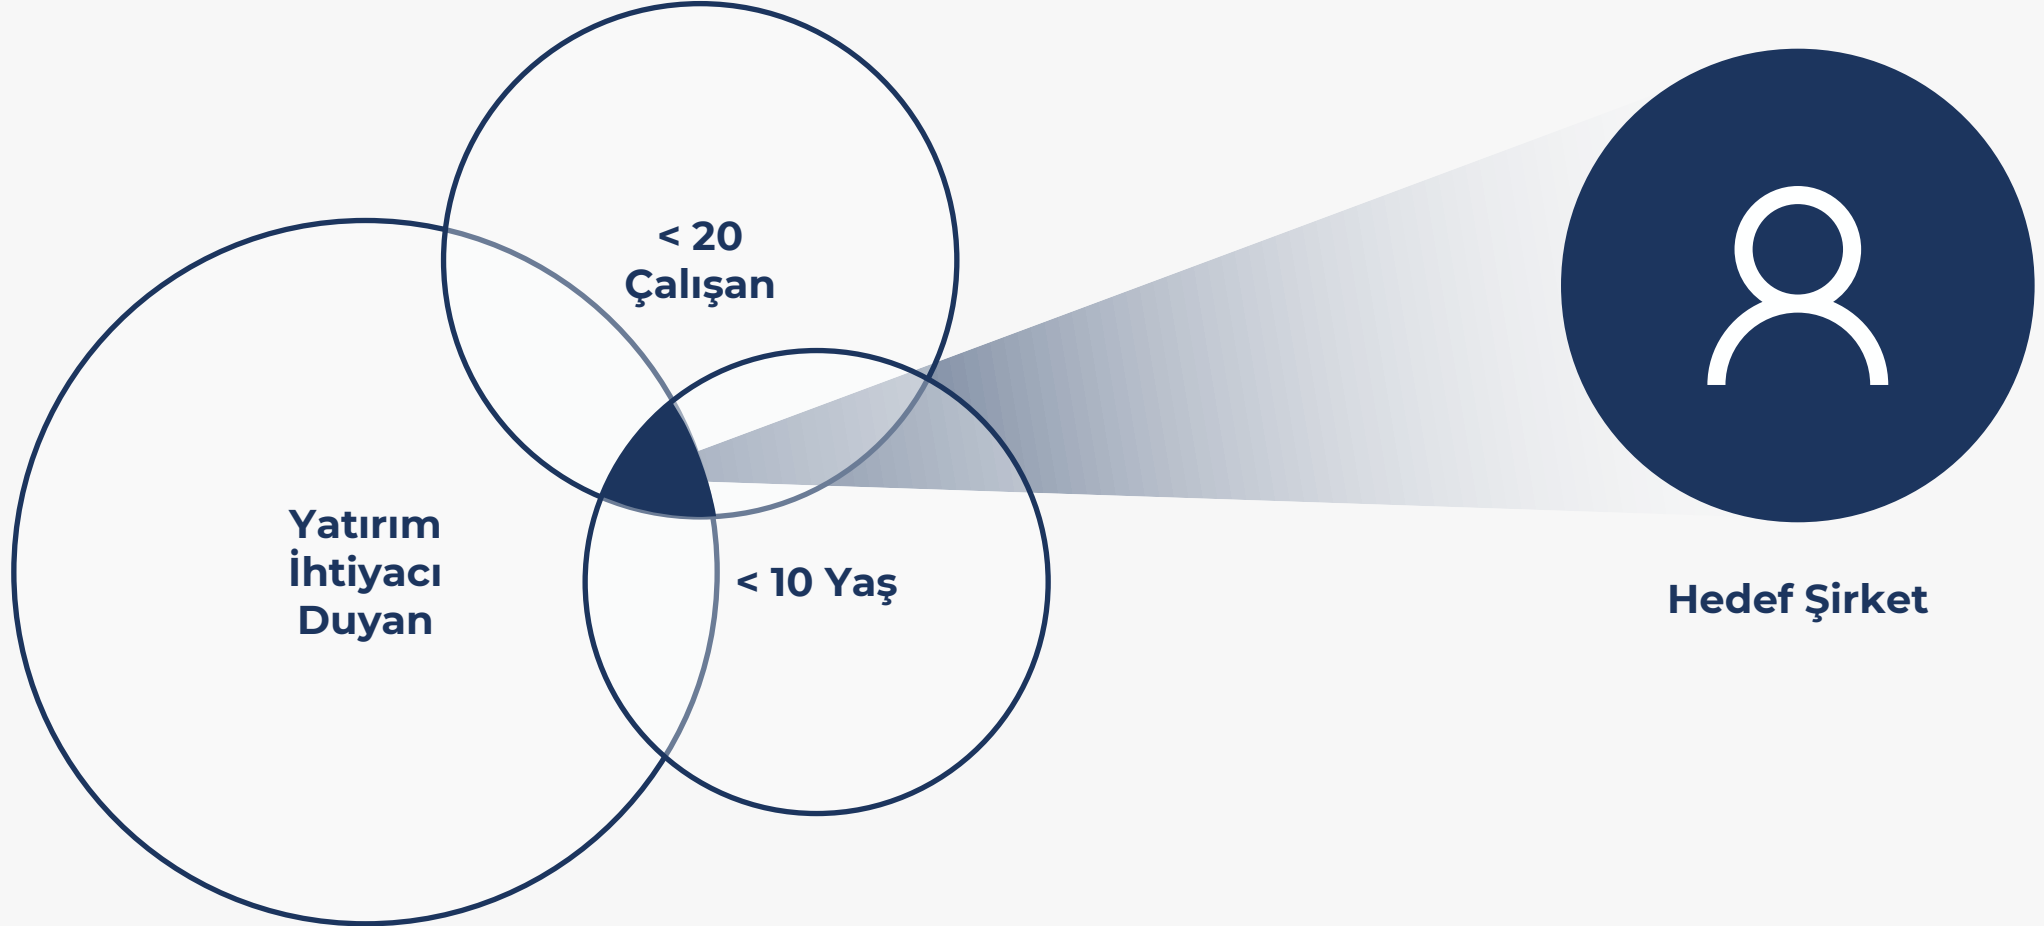 < 20
Çalışan
Yatırım
İhtiyacı
Duyan
< 10 Yaş
Hedef Şirket